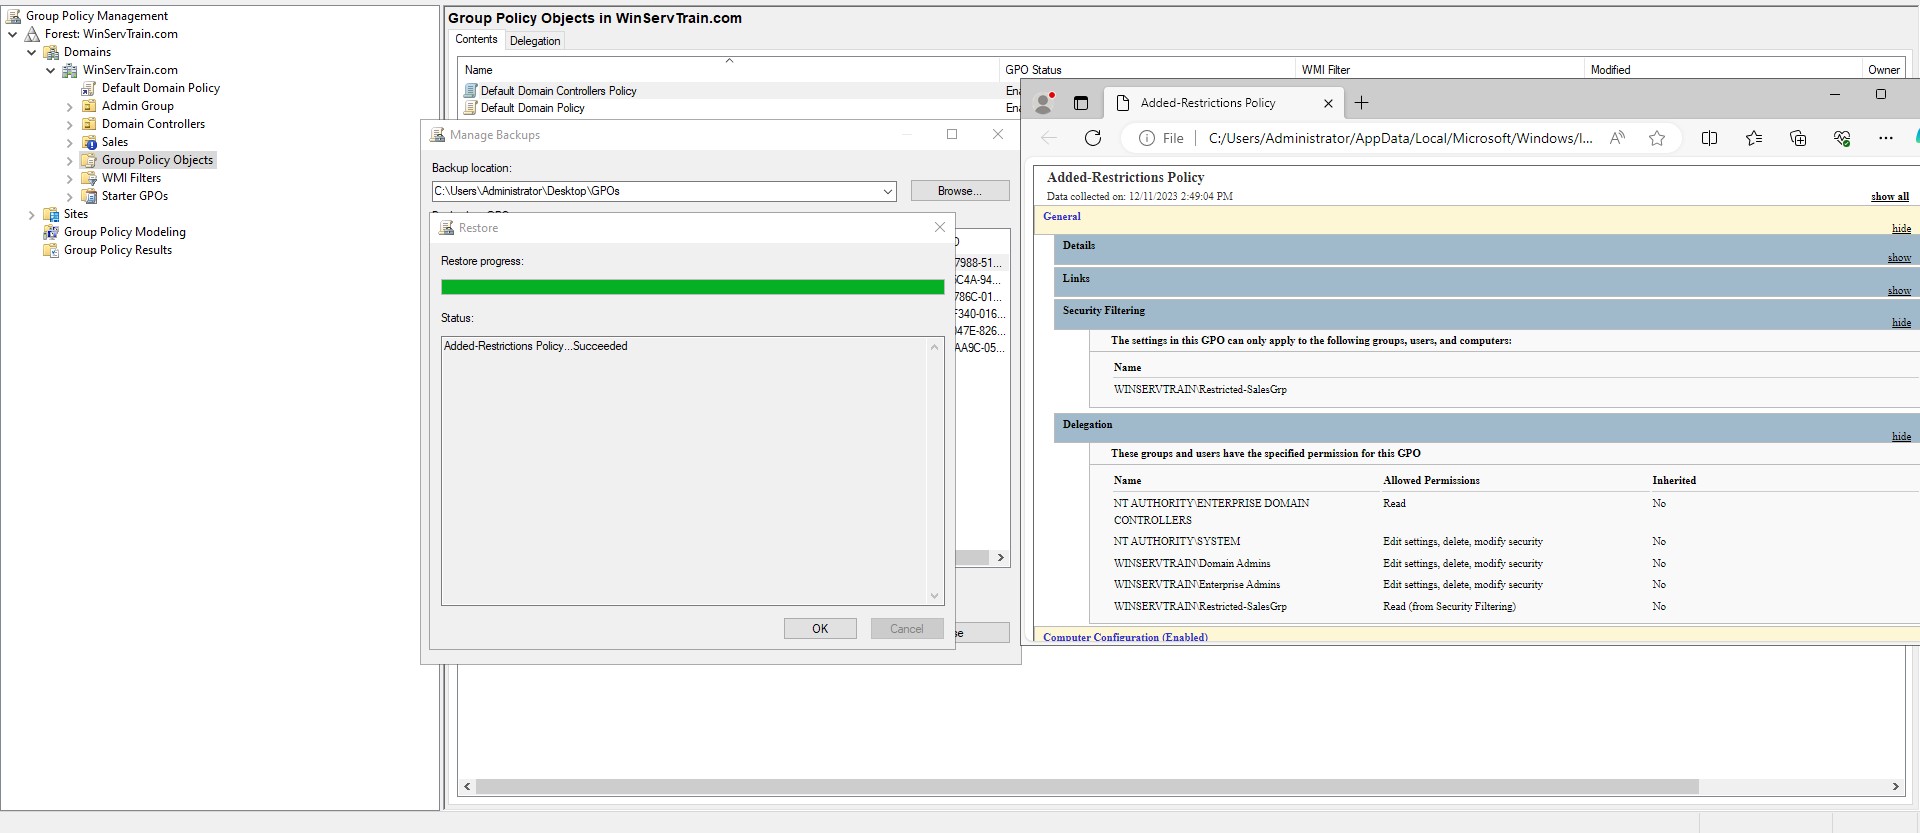 Group Policy Management
Forest: WinServTrain.com
Domains
WinServTrain.com
Default Domain Policy
Admin Group
Domain Controllers
Sales
Group Policy Objects
WMI Filters
Starter GPOs
Sites
Group Policy Modeling
Group Policy Results
Group Policy Objects in WinServTrain.com
Contents Delegation
Name GPO Status WMI Filter Modified Owner
Default Domain Controllers Policy
Default Domain Policy
Manage Backups
Backup location:
C:\Users\Administrator\Desktop\GPOs Browse...
Restore
Restore progress:
Status:
Added-Restrictions Policy...Succeeded
7988-51...
C4A-94...
786C-01...
F340-016...
047E-826...
AA9C-05...
OK Cancel
Added-Restrictions Policy
File C:/Users/Administrator/AppData/Local/Microsoft/Windows/I...
Added-Restrictions Policy
Data collected on: 12/11/2023 2:49:04 PM show all
General
hide
Details
show
Links
show
Security Filtering
hide
The settings in this GPO can only apply to the following groups, users, and computers:
Name
WINSERVTRAIN\Restricted-SalesGrp
Delegation
hide
These groups and users have the specified permission for this GPO
Name Allowed Permissions Inherited
NT AUTHORITY\ENTERPRISE DOMAIN CONTROLLERS Read No
NT AUTHORITY\SYSTEM Edit settings, delete, modify security No
WINSERVTRAIN\Domain Admins Edit settings, delete, modify security No
WINSERVTRAIN\Enterprise Admins Edit settings, delete, modify security No
WINSERVTRAIN\Restricted-SalesGrp Read (from Security Filtering) No
Computer Configuration (Enabled)